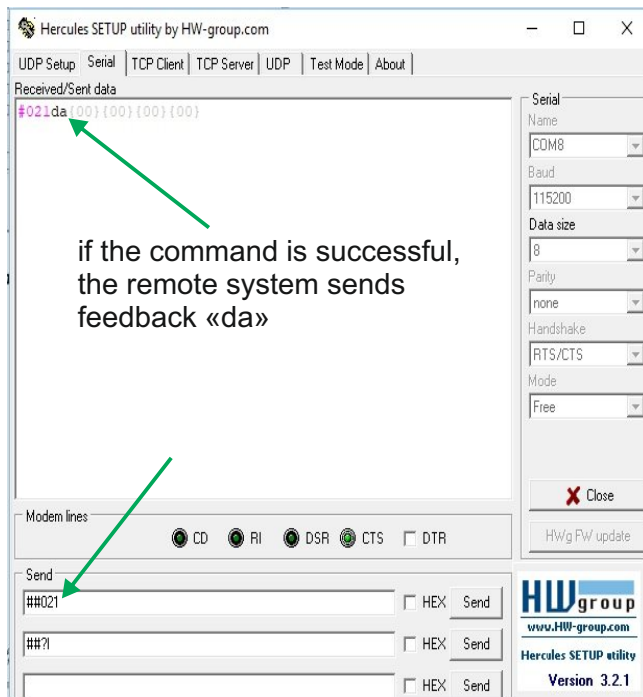 Hercules SETUP utility by HW-group.com
UDP Setup Serial TCP Client TCP Server UDP Test Mode About
Received/Sent data
#021da{00}{00}{00}{00}
if the command is successful,
the remote system sends
feedback «da»
Serial
Name
COM8
Baud
115200
Data size
8
Parity
none
Handshake
RTS/CTS
Mode
Free
Close
HWg FW update
Modem lines
CD RI DSR CTS DTR
Send
##021 HEX Send
##?I HEX Send
HEX Send
HWgroup
www.HW-group.com
Hercules SETUP utility
Version 3.2.1